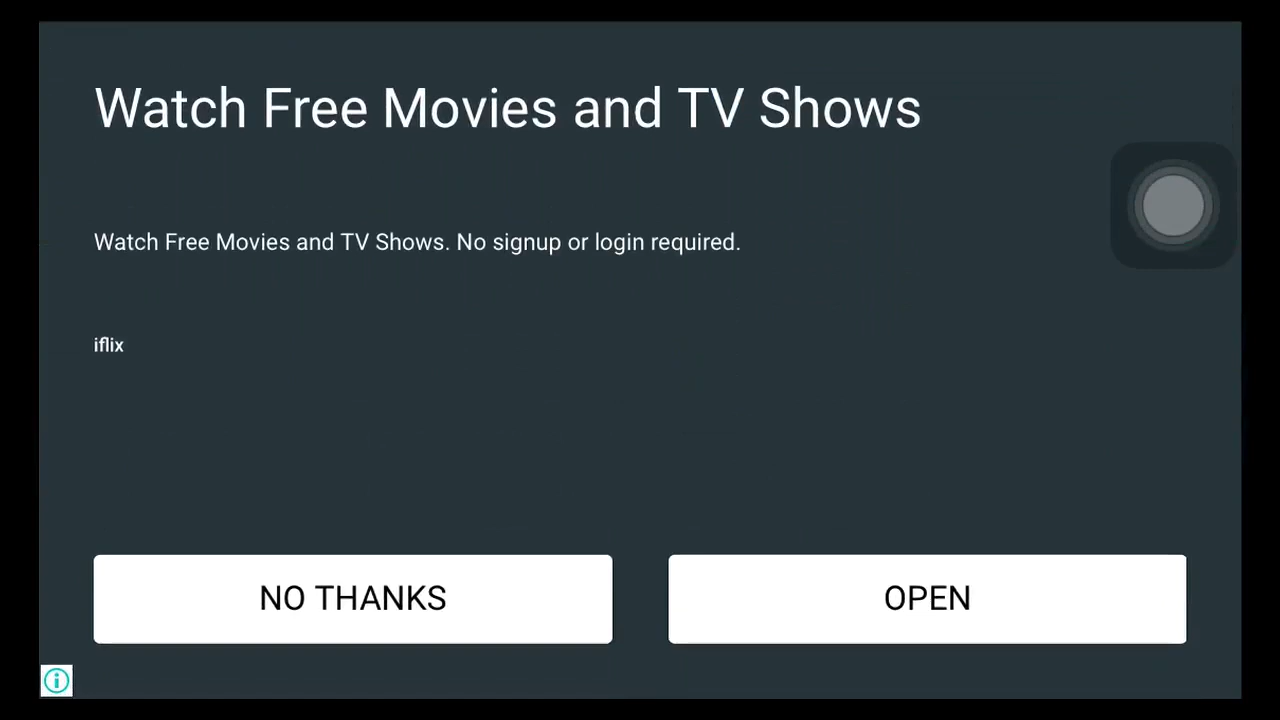 Watch Free Movies and TV Shows
Watch Free Movies and TV Shows. No signup or login required.
iflix
NO THANKS
OPEN